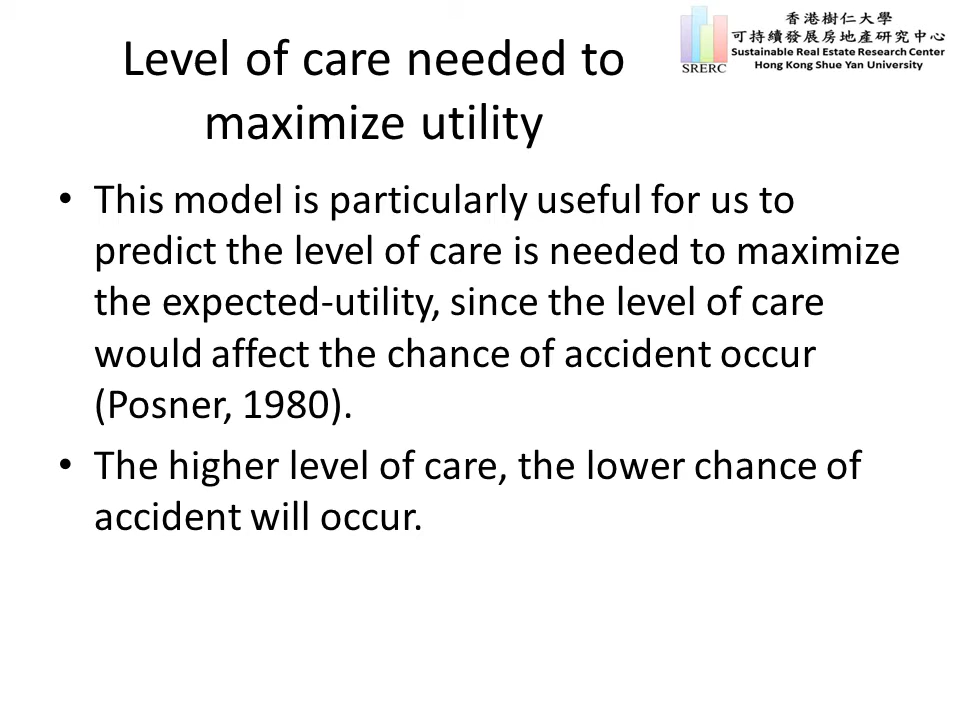 Level of care needed to
maximize utility
香港樹仁大學
可持續發展房地產研究中心
Sustainable Real Estate Research Center
Hong Kong Shue Yan University
SRERC
• This model is particularly useful for us to
predict the level of care is needed to maximize
the expected-utility, since the level of care
would affect the chance of accident occur
(Posner, 1980).
• The higher level of care, the lower chance of
accident will occur.